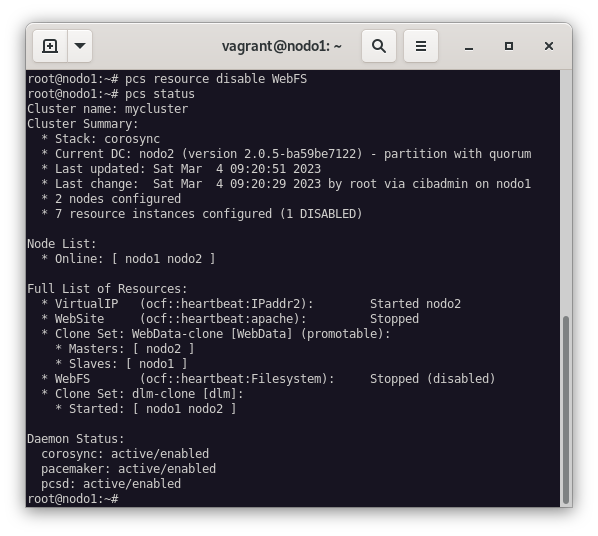 vagrant@nodo1: ~
root@nodo1:~# pcs resource disable WebFS
root@nodo1:~# pcs status
Cluster name: mycluster
Cluster Summary:
  * Stack: corosync
  * Current DC: nodo2 (version 2.0.5-ba59be7122) - partition with quorum
  * Last updated: Sat Mar  4 09:20:51 2023
  * Last change:  Sat Mar  4 09:20:29 2023 by root via cibadmin on nodo1
  * 2 nodes configured
  * 7 resource instances configured (1 DISABLED)

Node List:
  * Online: [ nodo1 nodo2 ]

Full List of Resources:
  * VirtualIP   (ocf::heartbeat:IPaddr2):        Started nodo2
  * WebSite     (ocf::heartbeat:apache):         Stopped
  * Clone Set: WebData-clone [WebData] (promotable):
    * Masters: [ nodo2 ]
    * Slaves: [ nodo1 ]
  * WebFS       (ocf::heartbeat:Filesystem):     Stopped (disabled)
  * Clone Set: dlm-clone [dlm]:
    * Started: [ nodo1 nodo2 ]

Daemon Status:
  corosync: active/enabled
  pacemaker: active/enabled
  pcsd: active/enabled
root@nodo1:~#